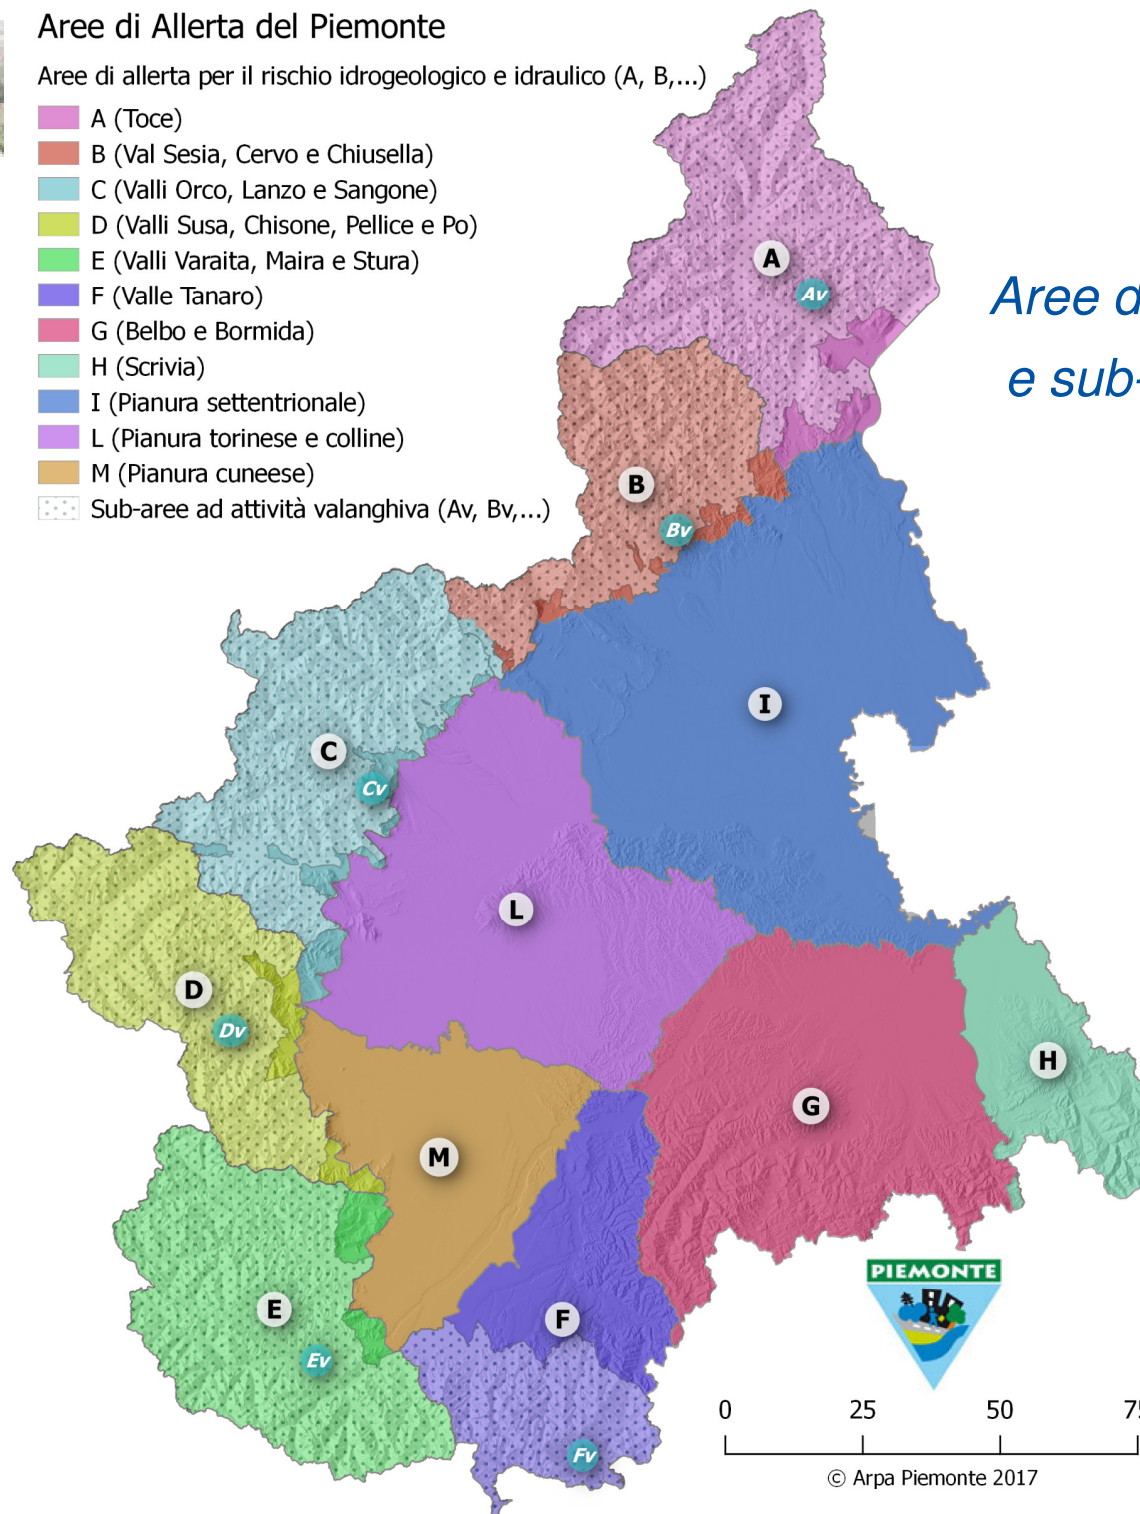 Aree di Allerta del Piemonte
Aree di allerta per il rischio idrogeologico e idraulico (A, B,...)
A (Toce)
B (Val Sesia, Cervo e Chiusella)
C (Valli Orco, Lanzo e Sangone)
D (Valli Susa, Chisone, Pellice e Po)
E (Valli Varaita, Maira e Stura)
F (Valle Tanaro)
G (Belbo e Bormida)
H (Scrivia)
I (Pianura settentrionale)
L (Pianura torinese e colline)
M (Pianura cuneese)
Sub-aree ad attività valanghiva (Av, Bv,...)
A
Av
Aree d
e sub-
B
Bv
I
C
Cv
L
D
Dv
H
G
M
E
F
Ev
Fv
PIEMONTE
0 25 50 75
© Arpa Piemonte 2017